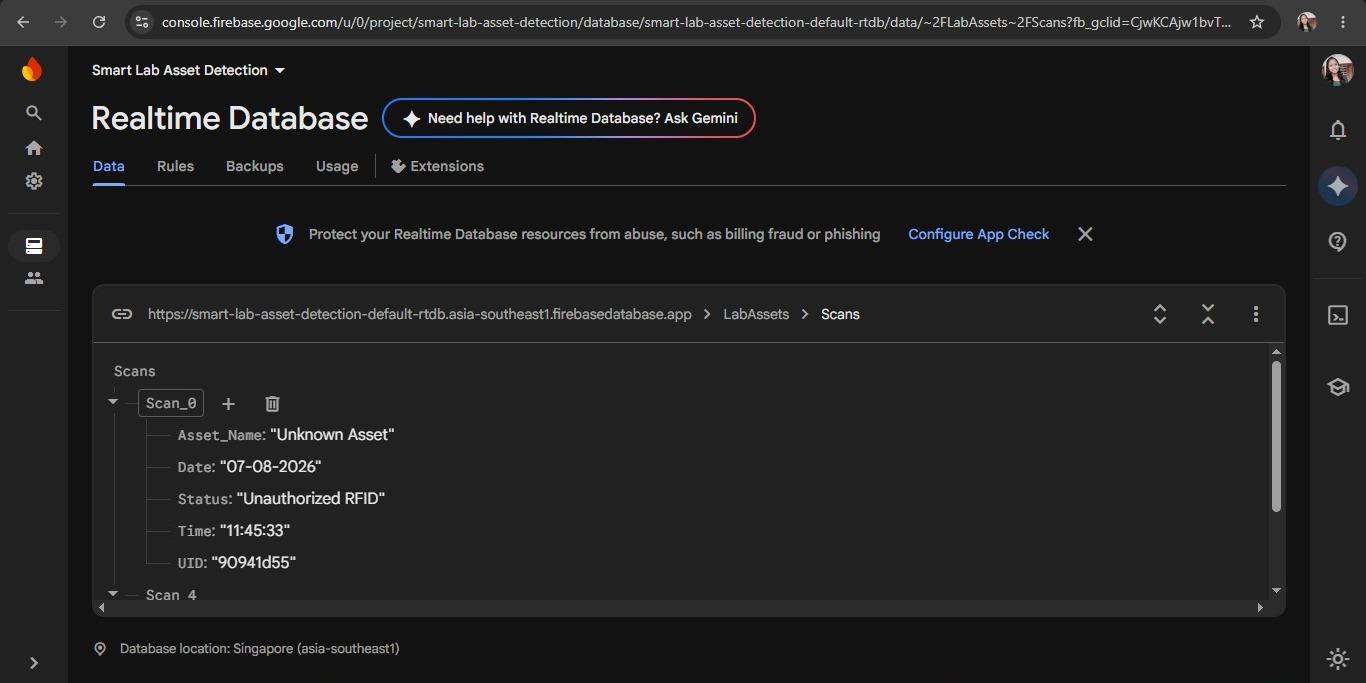 console.firebase.google.com/u/0/project/smart-lab-asset-detection/database/smart-lab-asset-detection-default-rtdb/data/~2FLabAssets~2FScans?fb_gclid=CjwKCAjw1bvT...
Smart Lab Asset Detection
Realtime Database
Need help with Realtime Database? Ask Gemini
Data Rules Backups Usage Extensions
Protect your Realtime Database resources from abuse, such as billing fraud or phishing Configure App Check
https://smart-lab-asset-detection-default-rtdb.asia-southeast1.firebasedatabase.app > LabAssets > Scans
Scans
Scan_0
Asset_Name: "Unknown Asset"
Date: "07-08-2026"
Status: "Unauthorized RFID"
Time: "11:45:33"
UID: "90941d55"
Scan 4
Database location: Singapore (asia-southeast1)